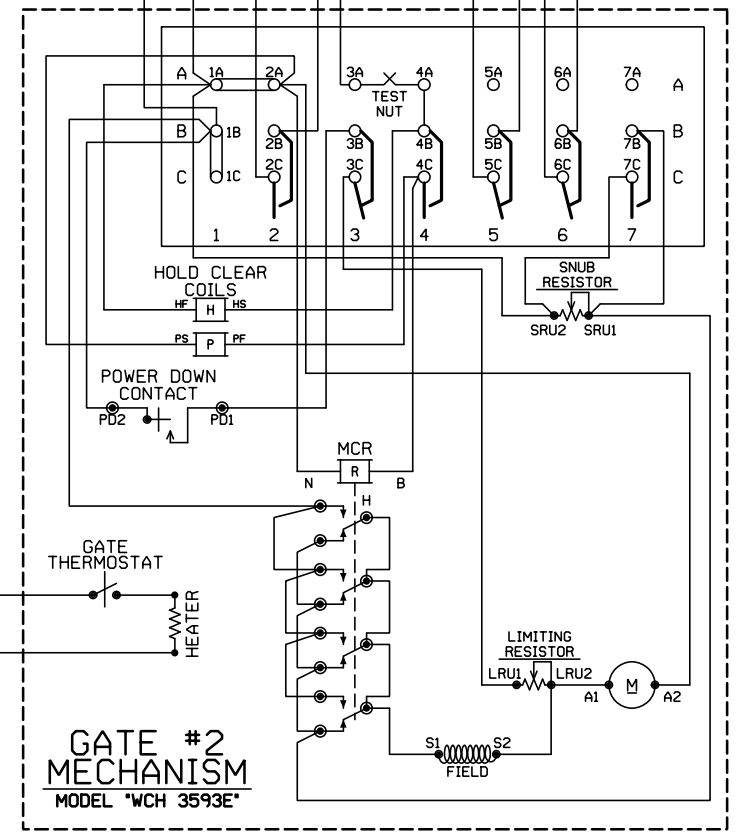 A 1A 2A 3A 4A 5A 6A 7A A
TEST
NUT
B 1B 2B 3B 4B 5B 6B 7B B
C 1C 2C 3C 4C 5C 6C 7C C
1 2 3 4 5 6 7
HOLD CLEAR
COILS
SNUB
RESISTOR
HF H HS
SRU2 SRU1
PS P PF
POWER DOWN
CONTACT
PD2 PD1
MCR
N R B
H
GATE
THERMOSTAT
HEATER
LIMITING
RESISTOR
LRU1 LRU2
A1 M A2
S1 S2
FIELD
GATE #2
MECHANISM
MODEL "WCH 3593E"